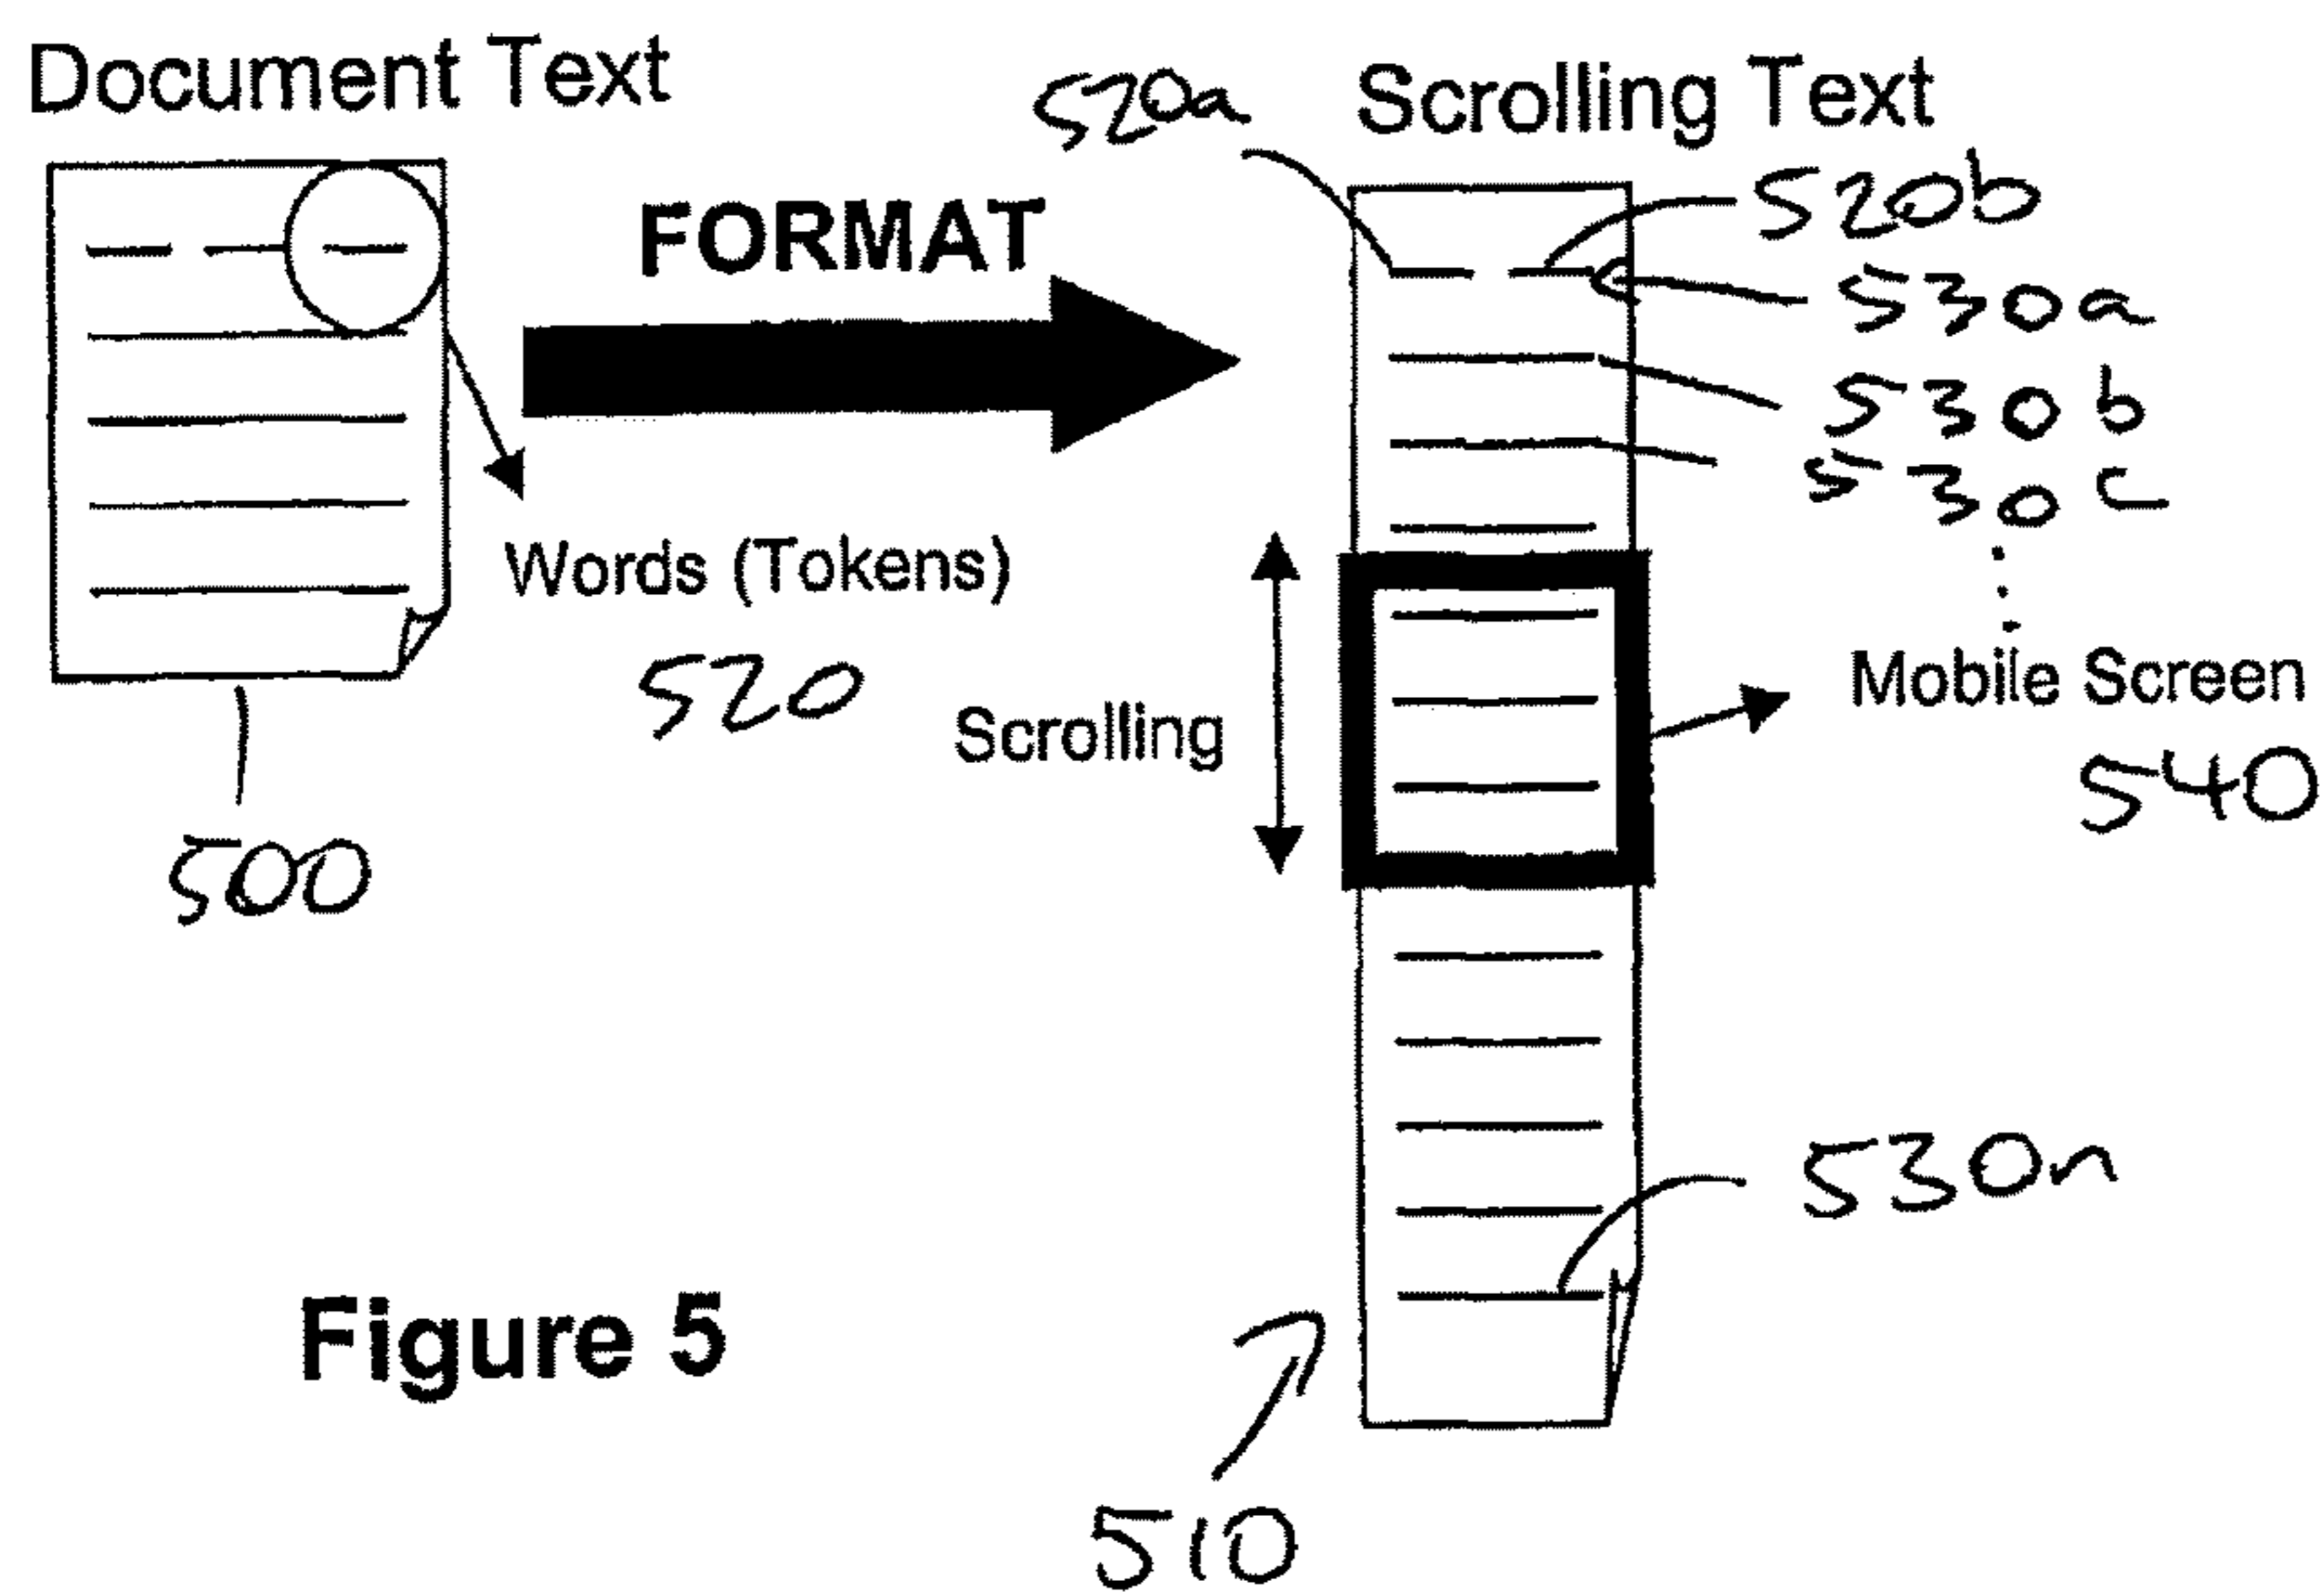 Document Text
520a
Scrolling Text
FORMAT
520b
530a
530b
530c
Words (Tokens)
520
Scrolling
Mobile Screen
540
500
530n
Figure 5
510